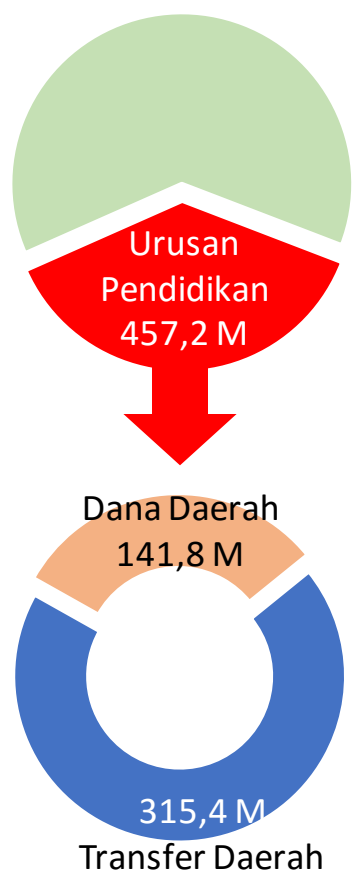 Urusan
Pendidikan
457,2 M
Dana Daerah
141,8 M
315,4 M
Transfer Daerah